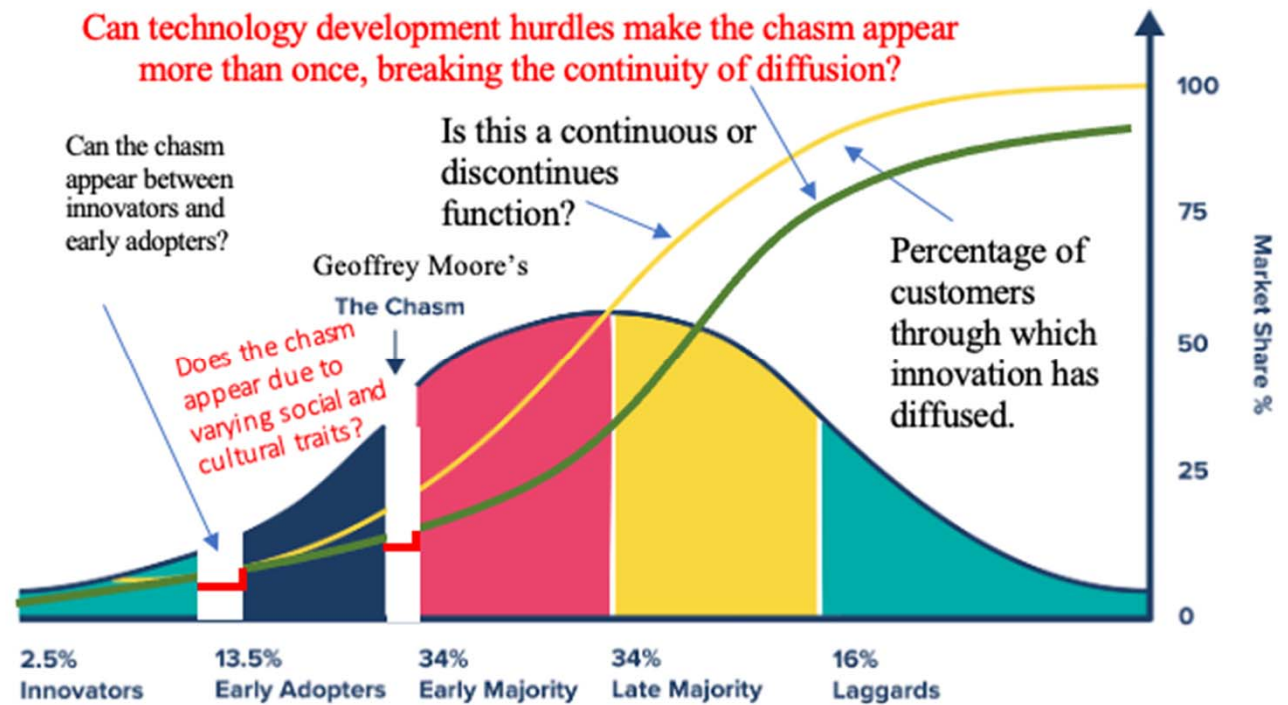 Can technology development hurdles make the chasm appear
more than once, breaking the continuity of diffusion?
Can the chasm
appear between
innovators and
early adopters?
Is this a continuous or
discontinues
function?
Geoffrey Moore's
The Chasm
Does the chasm
appear due to
varying social and
cultural traits?
Percentage of
customers
through which
innovation has
diffused.
100
75
50
25
0
Market Share %
2.5%
Innovators
13.5%
Early Adopters
34%
Early Majority
34%
Late Majority
16%
Laggards